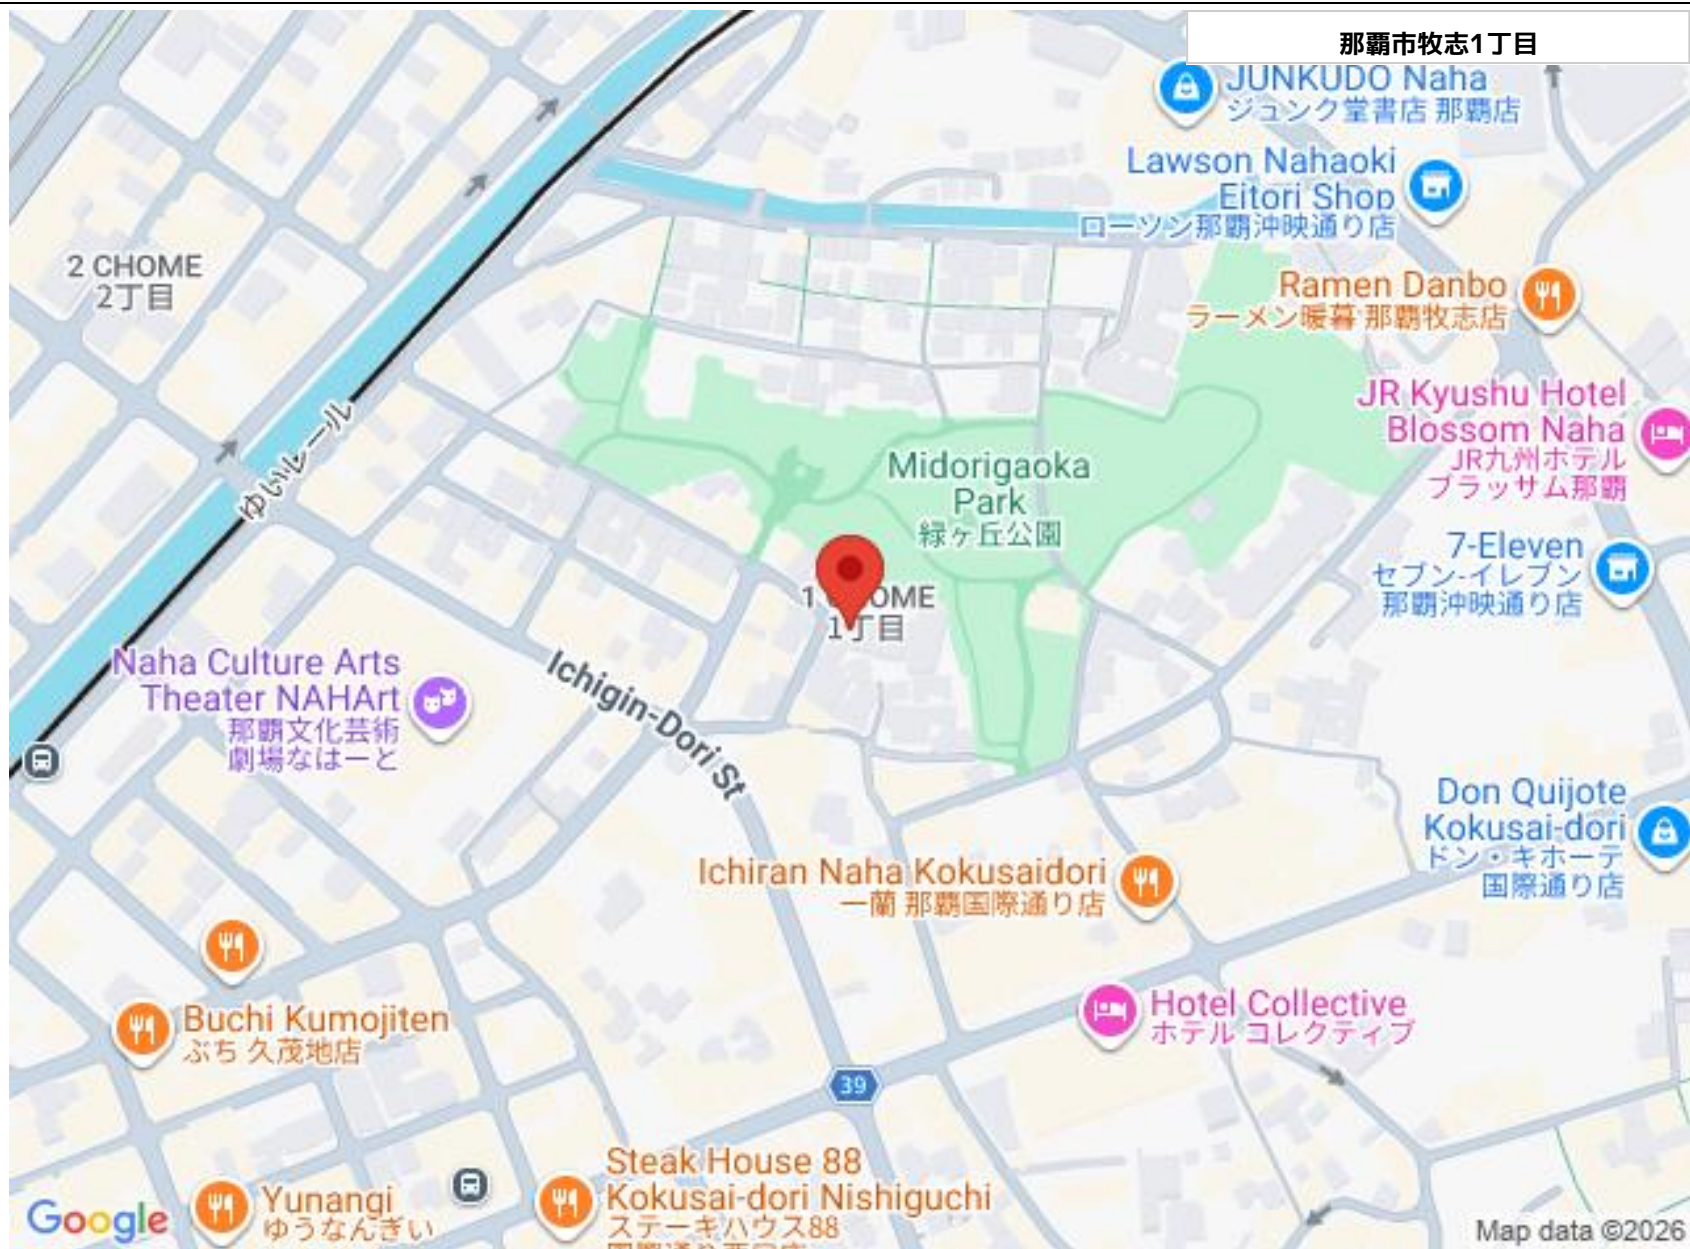 那覇市牧志1丁目
JUNKUDO Naha
ジュンク堂書店 那覇店
Lawson Nahaoki
Eitori Shop
ローソン那覇沖映通り店
2 CHOME
2丁目
Ramen Danbo
ラーメン暖暮 那覇牧志店
JR Kyushu Hotel
Blossom Naha
JR九州ホテル
ブラッサム那覇
ゆいレール
Midorigaoka
Park
緑ヶ丘公園
7-Eleven
セブン-イレブン
那覇沖映通り店
1丁目
Naha Culture Arts
Theater NAHArt
那覇文化芸術
劇場なはーと
Ichigin-Dori St
Don Quijote
Kokusai-dori
ドン・キホーテ
国際通り店
Ichiran Naha Kokusaidori
一蘭 那覇国際通り店
Buchi Kumojiten
ぶち 久茂地店
Hotel Collective
ホテル コレクティブ
39
Steak House 88
Kokusai-dori Nishiguchi
ステーキハウス88
Yunangi
ゆうなんぎい
Google
Map data ©2026